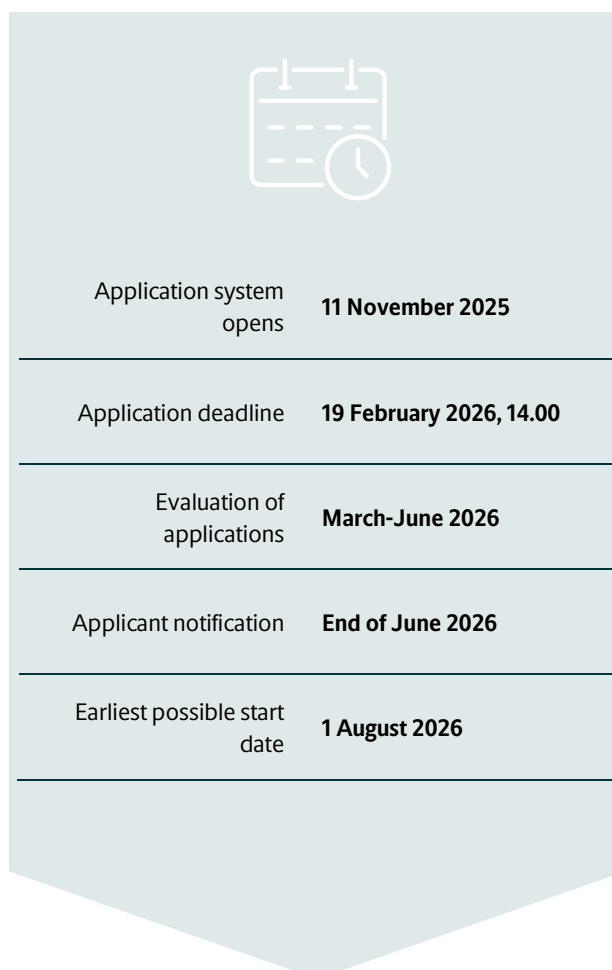 Application system
opens
11 November 2025
Application deadline
19 February 2026, 14.00
Evaluation of
applications
March-June 2026
Applicant notification
End of June 2026
Earliest possible start
date
1 August 2026